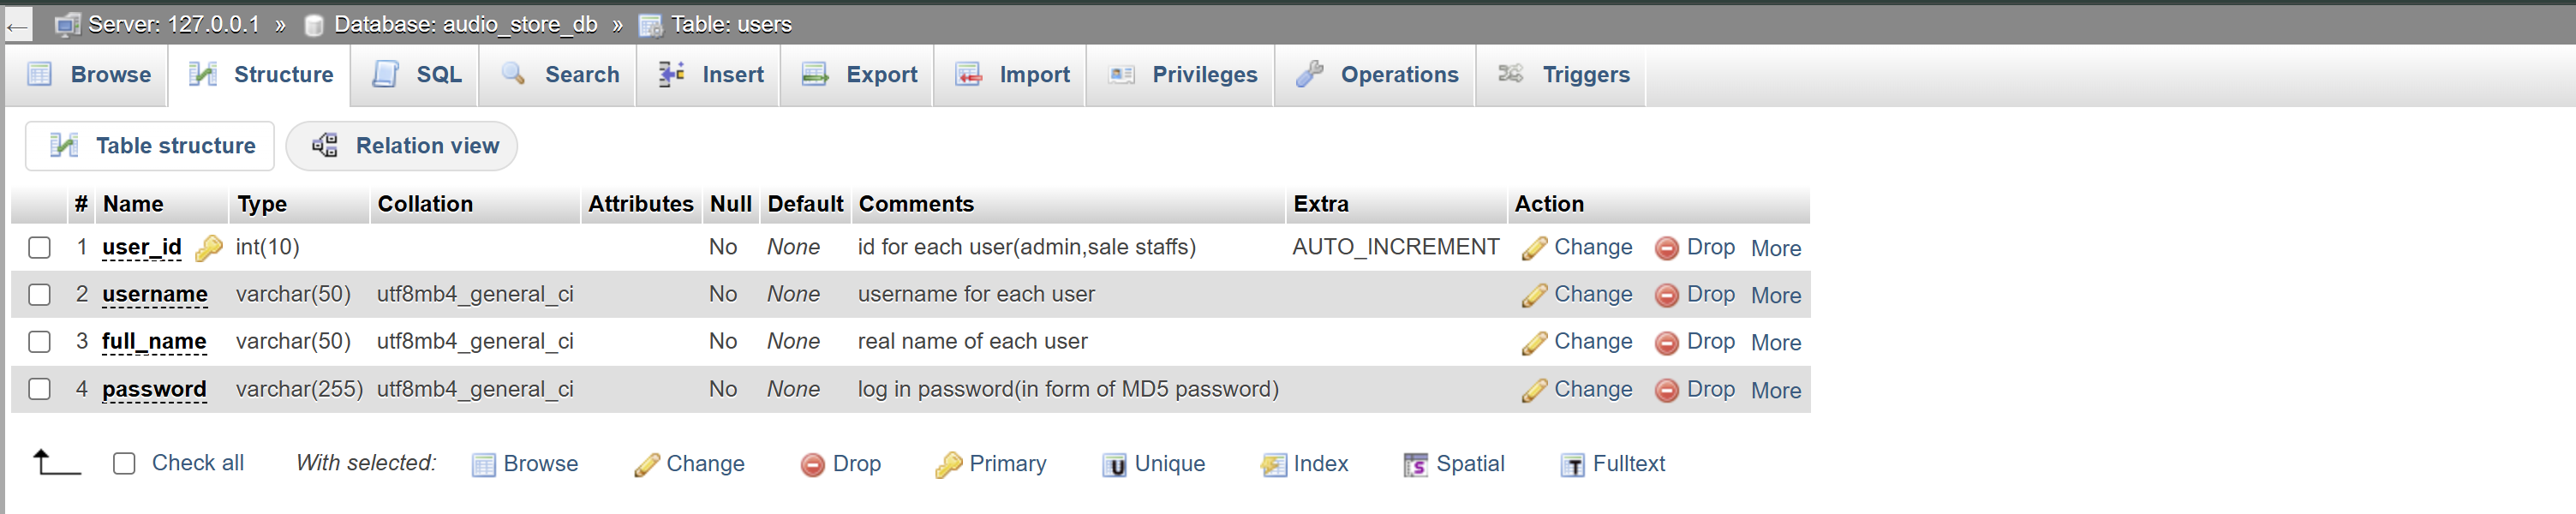 ← Server: 127.0.0.1 » Database: audio_store_db » Table: users
Browse Structure SQL Search Insert Export Import Privileges Operations Triggers
Table structure Relation view
# Name Type Collation Attributes Null Default Comments Extra Action
1 user_id int(10) No None id for each user(admin,sale staffs) AUTO_INCREMENT Change Drop More
2 username varchar(50) utf8mb4_general_ci No None username for each user Change Drop More
3 full_name varchar(50) utf8mb4_general_ci No None real name of each user Change Drop More
4 password varchar(255) utf8mb4_general_ci No None log in password(in form of MD5 password) Change Drop More
Check all With selected: Browse Change Drop Primary Unique Index Spatial Fulltext